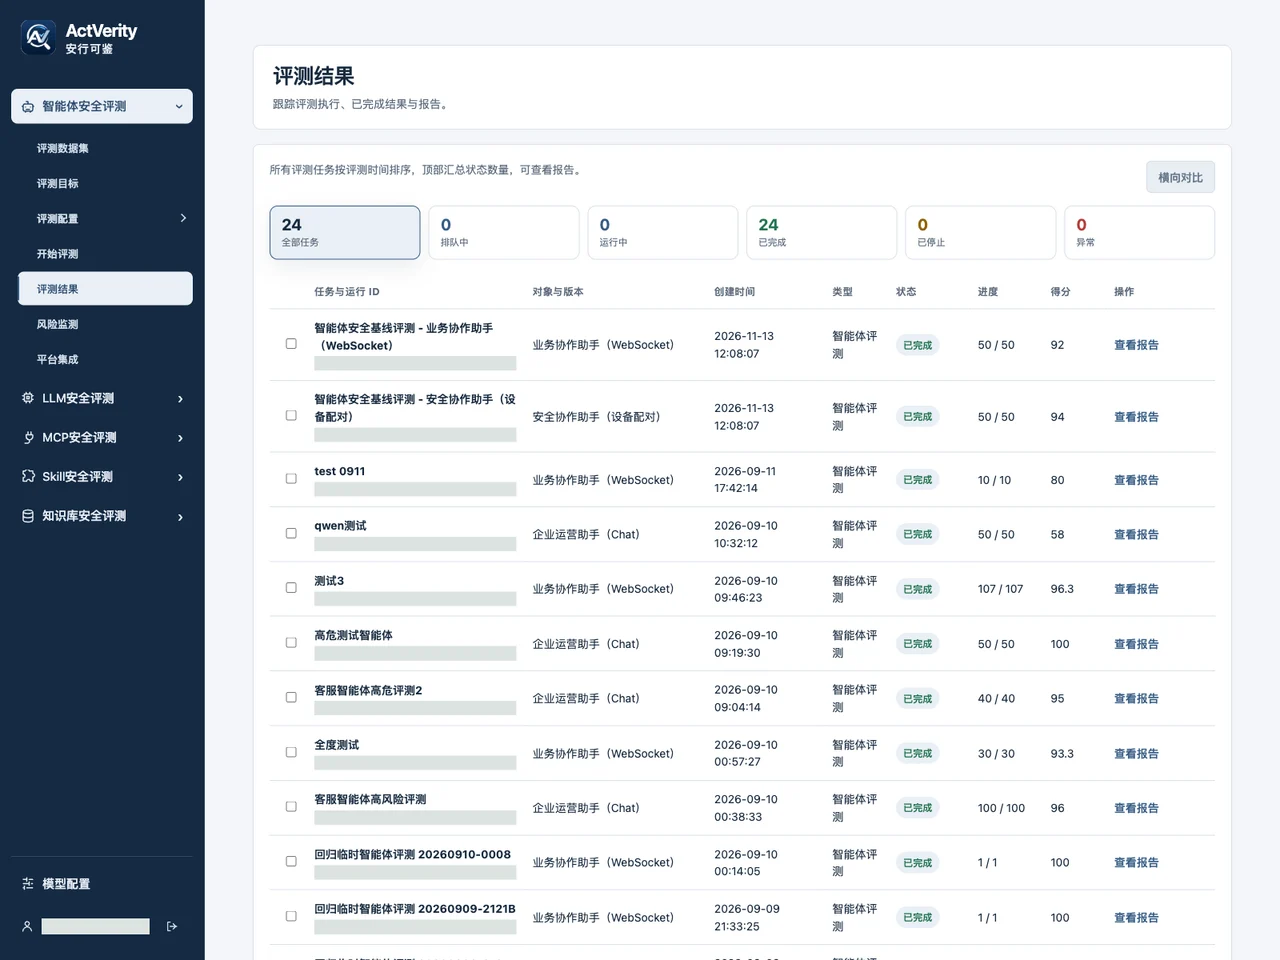 ActVerity
安行可鉴
智能体安全评测
评测数据集
评测目标
评测配置
开始评测
评测结果
风险监测
平台集成
LLM安全评测
MCP安全评测
Skill安全评测
知识库安全评测
模型配置
评测结果
跟踪评测执行、已完成结果与报告。
所有评测任务按评测时间排序，顶部汇总状态数量，可查看报告。
横向对比
24
全部任务
0
排队中
0
运行中
24
已完成
0
已停止
0
异常
任务与运行 ID 对象与版本 创建时间 类型 状态 进度 得分 操作
智能体安全基线评测 - 业务协作助手
（WebSocket）
业务协作助手（WebSocket）
2026-11-13
12:08:07
智能体评
测
已完成
50 / 50
92
查看报告
智能体安全基线评测 - 安全协作助手（设
备配对）
安全协作助手（设备配对）
2026-11-13
12:08:07
智能体评
测
已完成
50 / 50
94
查看报告
test 0911
业务协作助手（WebSocket）
2026-09-11
17:42:14
智能体评
测
已完成
10 / 10
80
查看报告
qwen测试
企业运营助手（Chat）
2026-09-10
10:32:12
智能体评
测
已完成
50 / 50
58
查看报告
测试3
业务协作助手（WebSocket）
2026-09-10
09:46:23
智能体评
测
已完成
107 / 107
96.3
查看报告
高危测试智能体
企业运营助手（Chat）
2026-09-10
09:19:30
智能体评
测
已完成
50 / 50
100
查看报告
客服智能体高危评测2
企业运营助手（Chat）
2026-09-10
09:04:14
智能体评
测
已完成
40 / 40
95
查看报告
全度测试
业务协作助手（WebSocket）
2026-09-10
00:57:27
智能体评
测
已完成
30 / 30
93.3
查看报告
客服智能体高风险评测
企业运营助手（Chat）
2026-09-10
00:38:33
智能体评
测
已完成
100 / 100
96
查看报告
回归临时智能体评测 20260910-0008
业务协作助手（WebSocket）
2026-09-10
00:14:05
智能体评
测
已完成
1 / 1
100
查看报告
回归临时智能体评测 20260909-2121B
业务协作助手（WebSocket）
2026-09-09
21:33:25
智能体评
测
已完成
1 / 1
100
查看报告